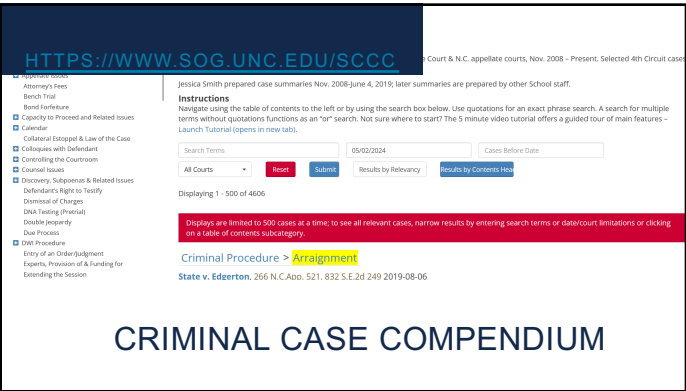 HTTPS://WWW.SOG.UNC.EDU/SCCC
e Court & N.C. appellate courts, Nov. 2008 – Present. Selected 4th Circuit cases
Appellate Issues
Attorney's Fees
Bench Trial
Bond Forfeiture
Capacity to Proceed and Related Issues
Calendar
Collateral Estoppel & Law of the Case
Colloquies with Defendant
Controlling the Courtroom
Counsel Issues
Discovery, Subpoenas & Related Issues
Defendant's Right to Testify
Dismissal of Charges
DNA Testing (Pretrial)
Double Jeopardy
Due Process
DWI Procedure
Entry of an Order/Judgment
Experts, Provision of & Funding for
Extending the Session
Jessica Smith prepared case summaries Nov. 2008-June 4, 2019; later summaries are prepared by other School staff.
Instructions
Navigate using the table of contents to the left or by using the search box below. Use quotations for an exact phrase search. A search for multiple
terms without quotations functions as an "or" search. Not sure where to start? The 5 minute video tutorial offers a guided tour of main features –
Launch Tutorial (opens in new tab).
Search Terms
05/02/2024
Cases Before Date
All Courts
Reset
Submit
Results by Relevancy
Results by Contents Head
Displaying 1 - 500 of 4606
Displays are limited to 500 cases at a time; to see all relevant cases, narrow results by entering search terms or date/court limitations or clicking
on a table of contents subcategory.
Criminal Procedure > Arraignment
State v. Edgerton, 266 N.C.App. 521, 832 S.E.2d 249 2019-08-06
CRIMINAL CASE COMPENDIUM